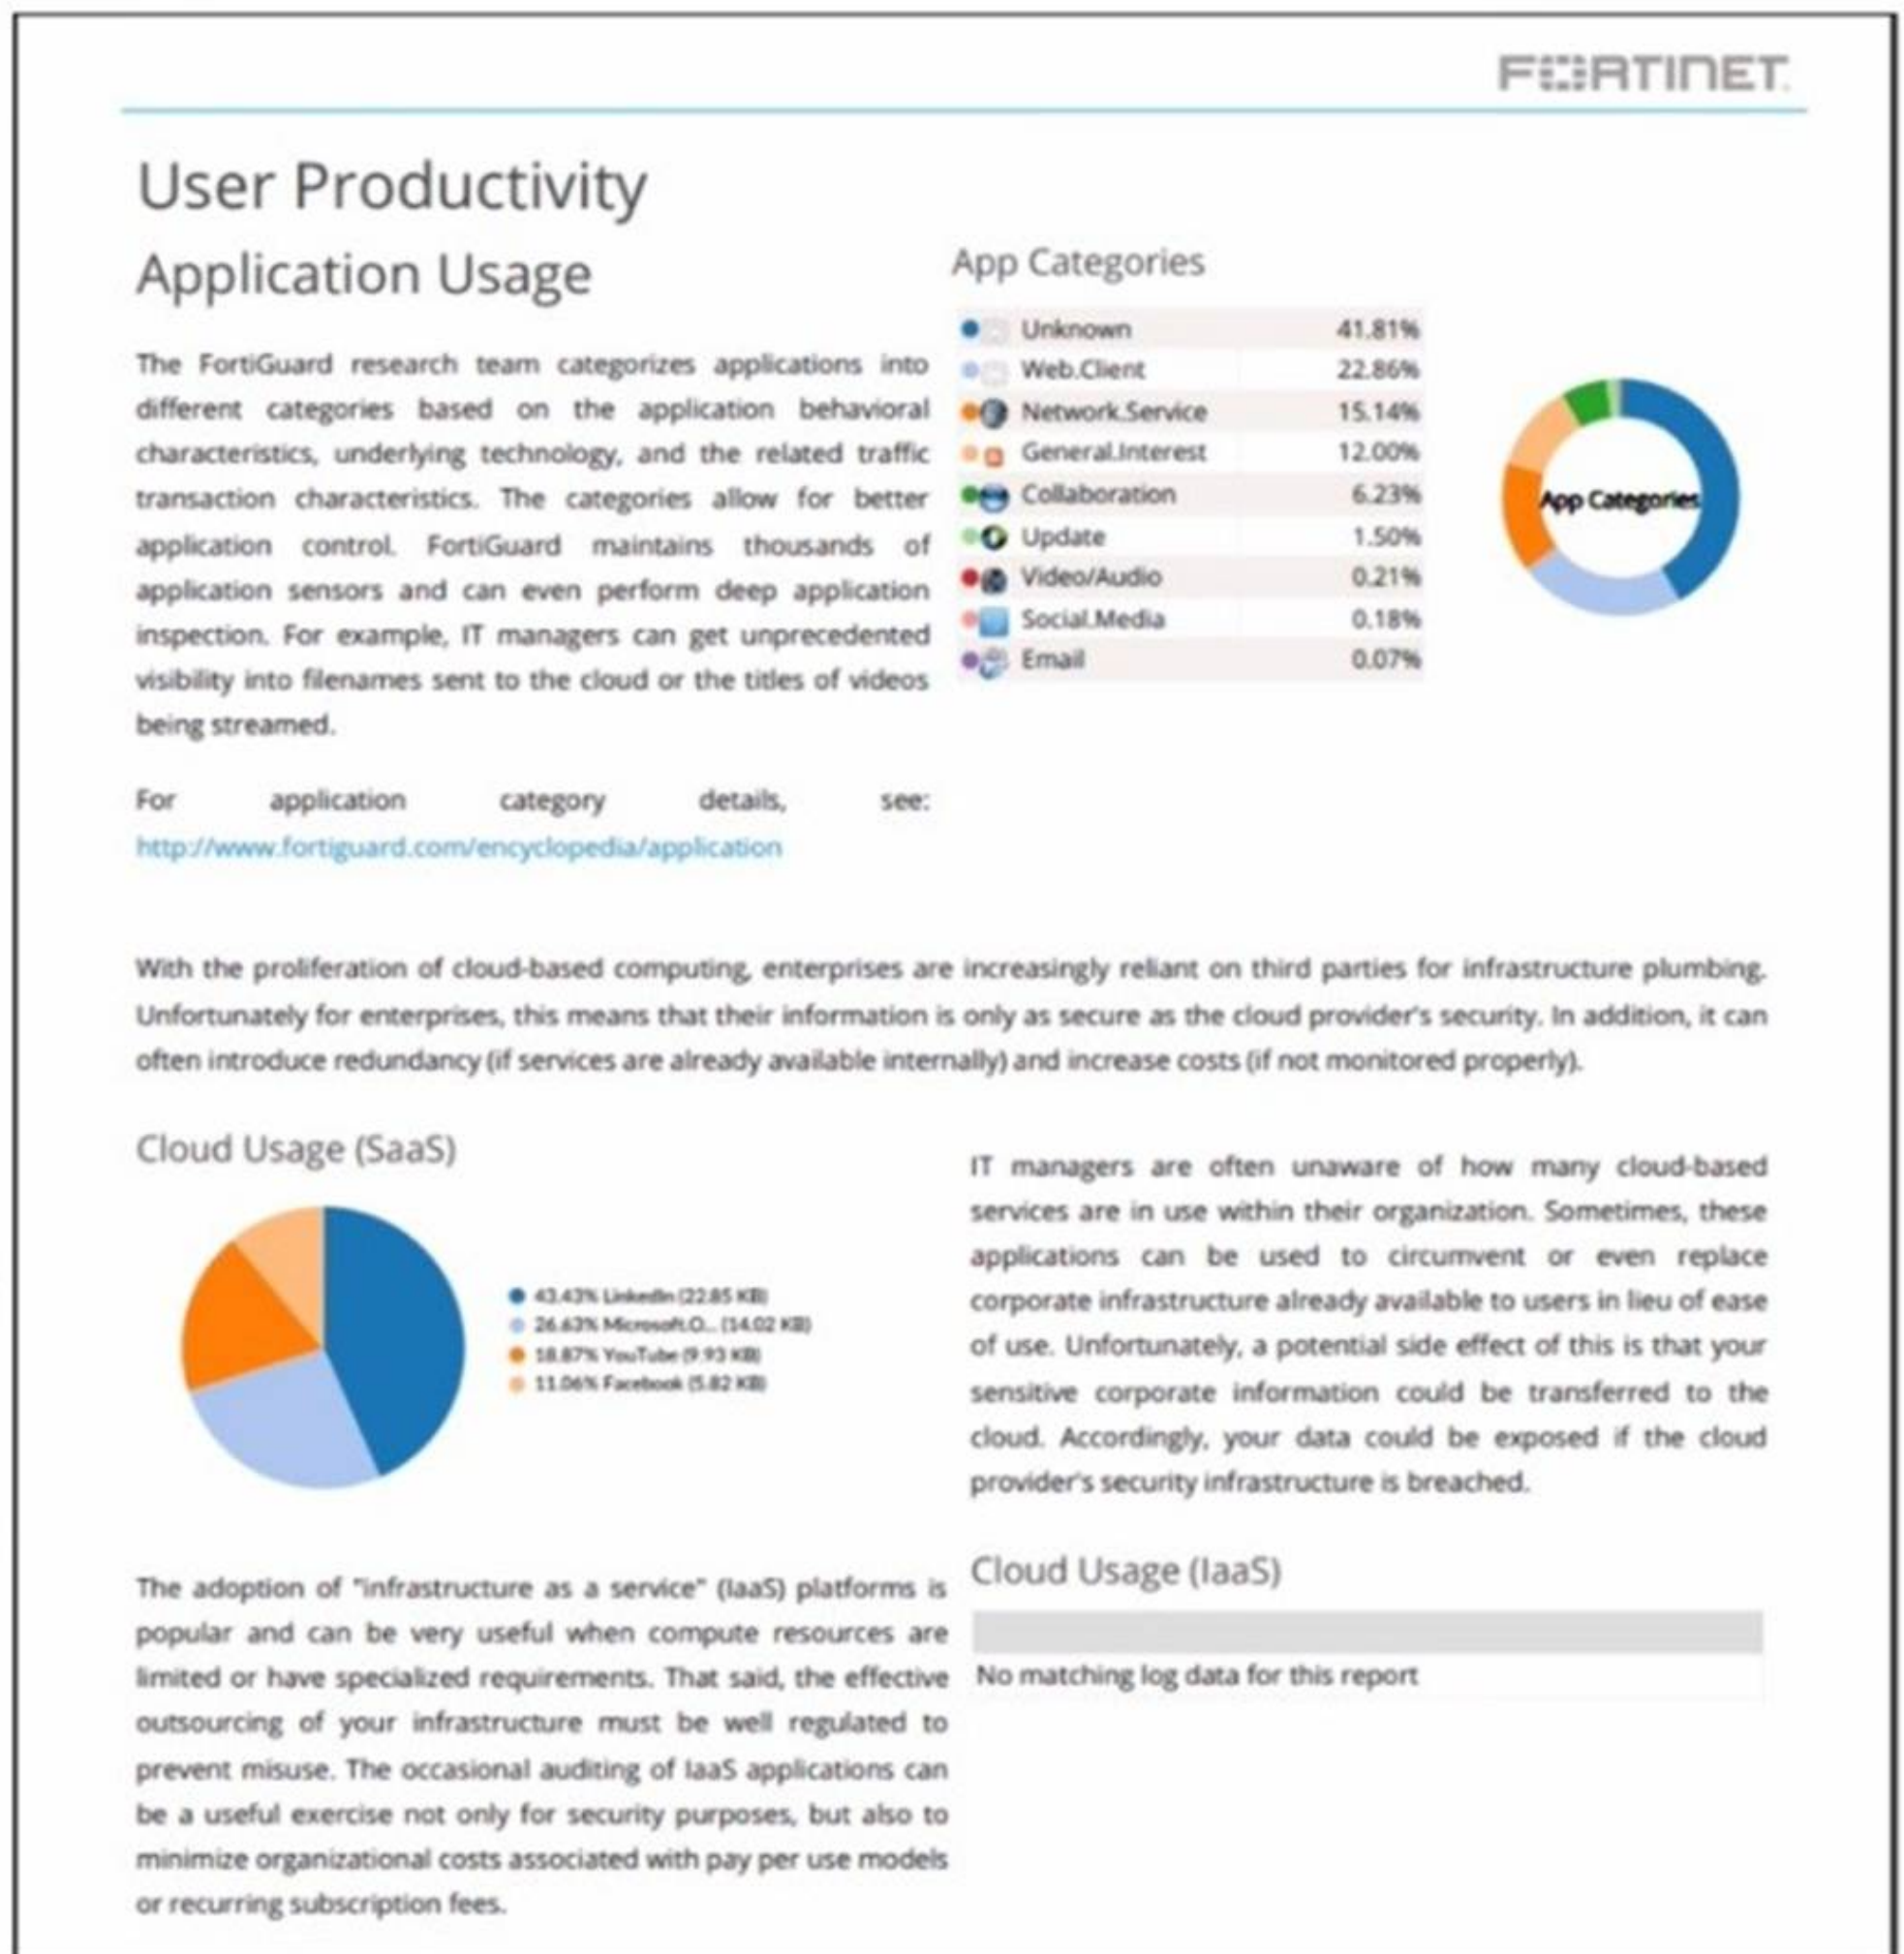 FORTINET
User Productivity
Application Usage
The FortiGuard research team categorizes applications into
different categories based on the application behavioral
characteristics, underlying technology, and the related traffic
transaction characteristics. The categories allow for better
application control. FortiGuard maintains thousands of
application sensors and can even perform deep application
inspection. For example, IT managers can get unprecedented
visibility into filenames sent to the cloud or the titles of videos
being streamed.
For application category details, see:
http://www.fortiguard.com/encyclopedia/application
App Categories
Unknown 41.81%
Web.Client 22.86%
Network.Service 15.14%
General.Interest 12.00%
Collaboration 6.23%
Update 1.50%
Video/Audio 0.21%
Social.Media 0.18%
Email 0.07%
App Categories
With the proliferation of cloud-based computing, enterprises are increasingly reliant on third parties for infrastructure plumbing.
Unfortunately for enterprises, this means that their information is only as secure as the cloud provider's security. In addition, it can
often introduce redundancy (if services are already available internally) and increase costs (if not monitored properly).
Cloud Usage (SaaS)
43.43% LinkedIn (22.85 KB)
26.63% Microsoft.O... (14.02 KB)
18.87% YouTube (9.93 KB)
11.06% Facebook (5.82 KB)
IT managers are often unaware of how many cloud-based
services are in use within their organization. Sometimes, these
applications can be used to circumvent or even replace
corporate infrastructure already available to users in lieu of ease
of use. Unfortunately, a potential side effect of this is that your
sensitive corporate information could be transferred to the
cloud. Accordingly, your data could be exposed if the cloud
provider's security infrastructure is breached.
The adoption of "infrastructure as a service" (IaaS) platforms is
popular and can be very useful when compute resources are
limited or have specialized requirements. That said, the effective
outsourcing of your infrastructure must be well regulated to
prevent misuse. The occasional auditing of IaaS applications can
be a useful exercise not only for security purposes, but also to
minimize organizational costs associated with pay per use models
or recurring subscription fees.
Cloud Usage (IaaS)
No matching log data for this report